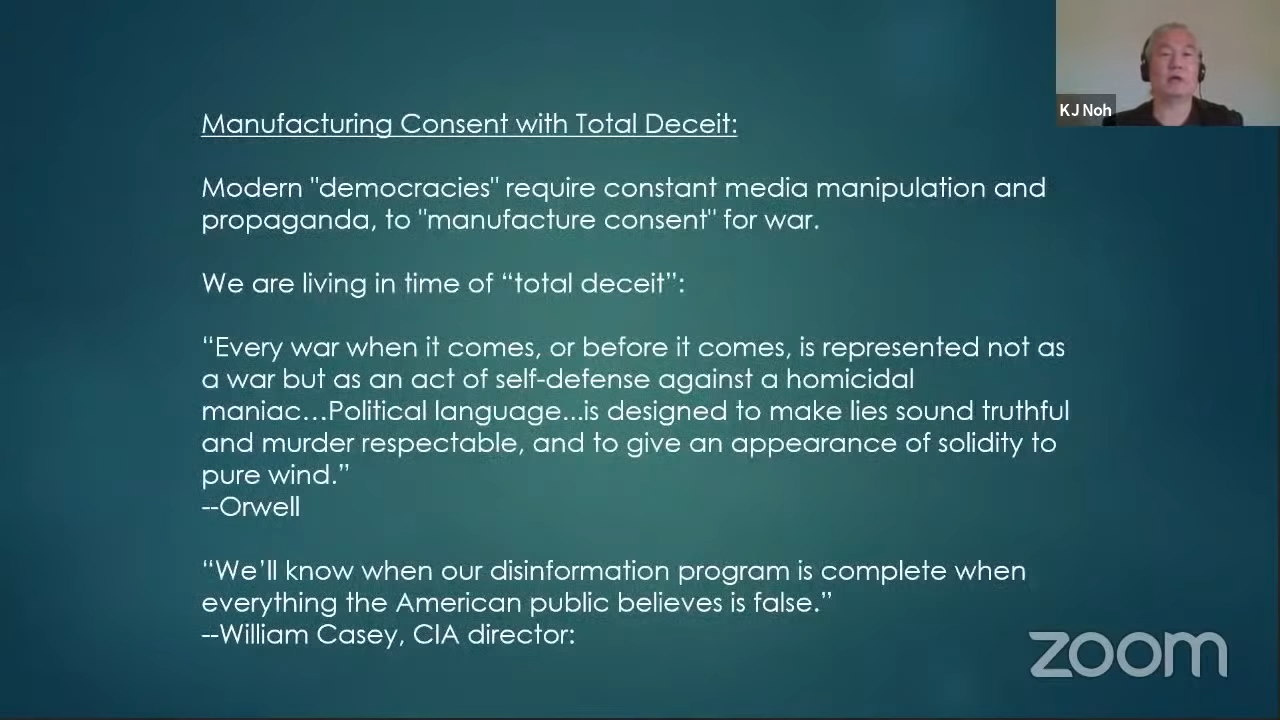 KJ Noh
Manufacturing Consent with Total Deceit:
Modern "democracies" require constant media manipulation and
propaganda, to "manufacture consent" for war.
We are living in time of “total deceit”:
“Every war when it comes, or before it comes, is represented not as
a war but as an act of self-defense against a homicidal
maniac…Political language...is designed to make lies sound truthful
and murder respectable, and to give an appearance of solidity to
pure wind.”
--Orwell
“We’ll know when our disinformation program is complete when
everything the American public believes is false.”
--William Casey, CIA director:
zoom